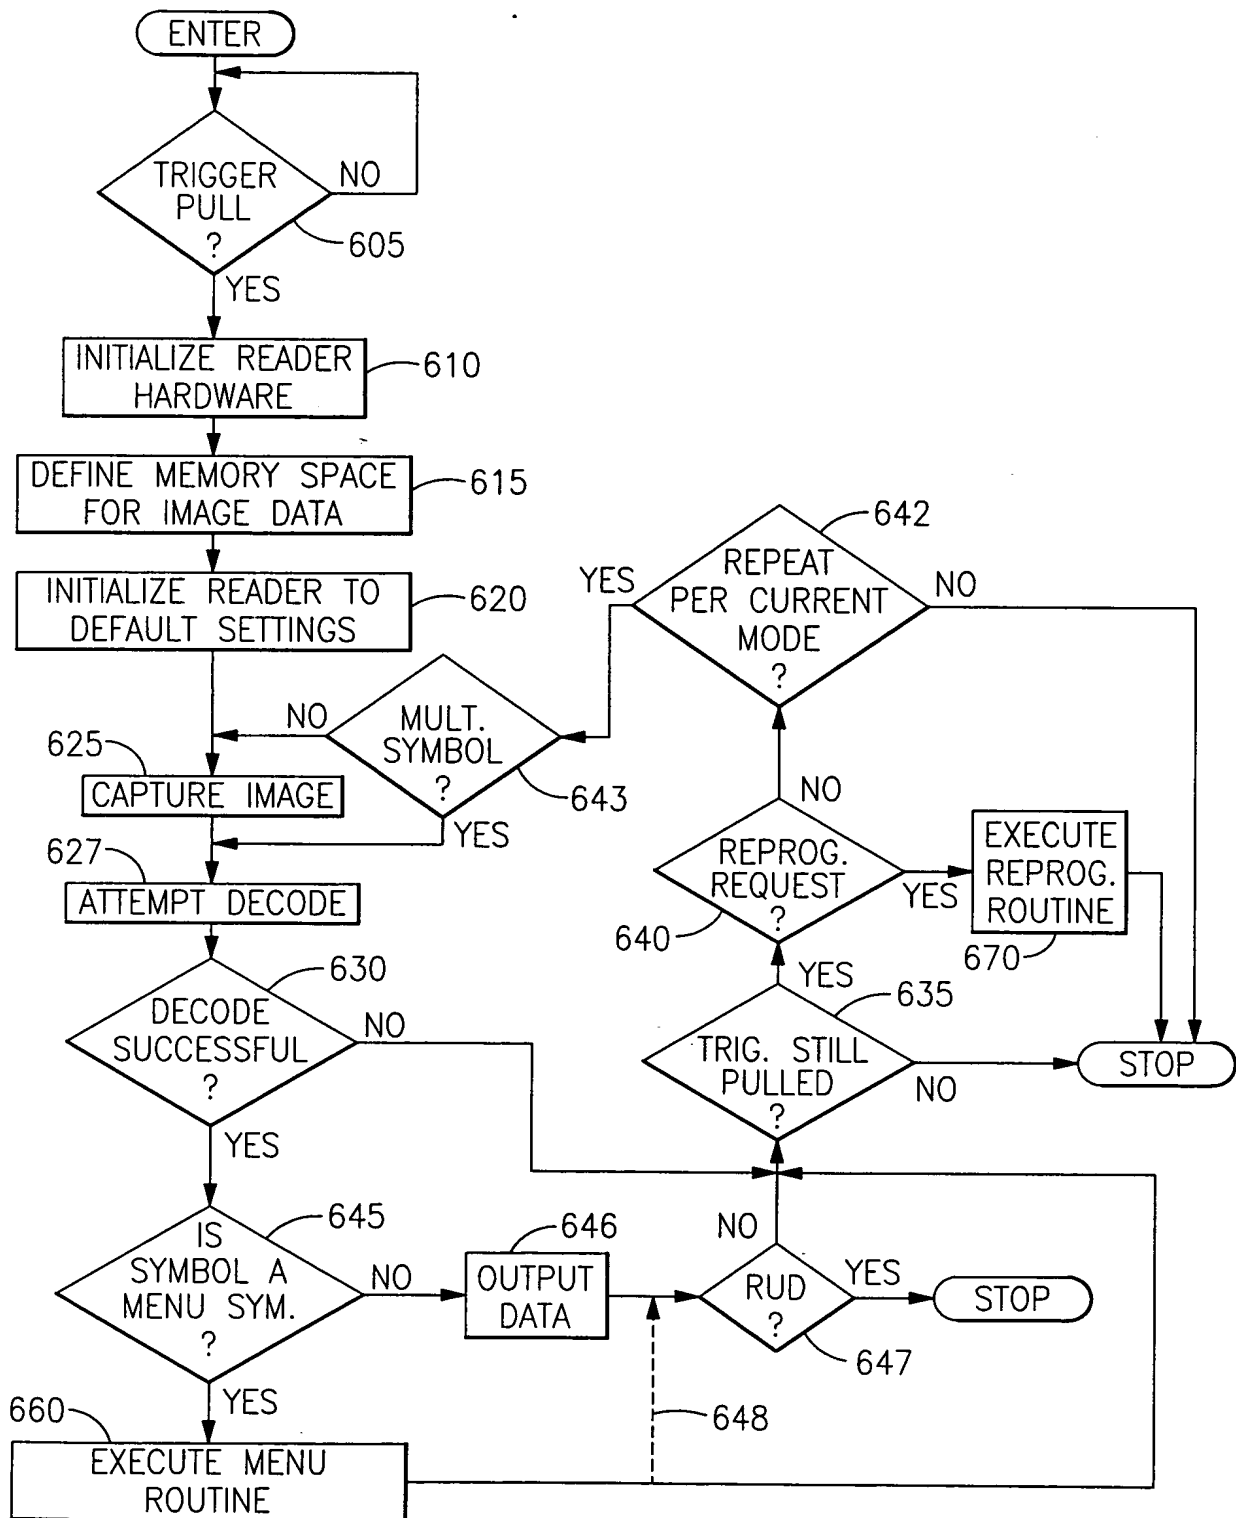 ENTER
TRIGGER
PULL
?
NO
605
YES
INITIALIZE READER
HARDWARE
610
DEFINE MEMORY SPACE
FOR IMAGE DATA
615
INITIALIZE READER TO
DEFAULT SETTINGS
620
642
REPEAT
PER CURRENT
MODE
?
YES
NO
MULT.
SYMBOL
?
NO
643
YES
625
CAPTURE IMAGE
627
ATTEMPT DECODE
NO
REPROG.
REQUEST
?
640
YES
EXECUTE
REPROG.
ROUTINE
670
630
DECODE
SUCCESSFUL
?
NO
YES
YES
635
TRIG. STILL
PULLED
?
NO
STOP
645
IS
SYMBOL A
MENU SYM.
?
NO
646
OUTPUT
DATA
NO
RUD
?
YES
647
STOP
YES
648
660
EXECUTE MENU
ROUTINE